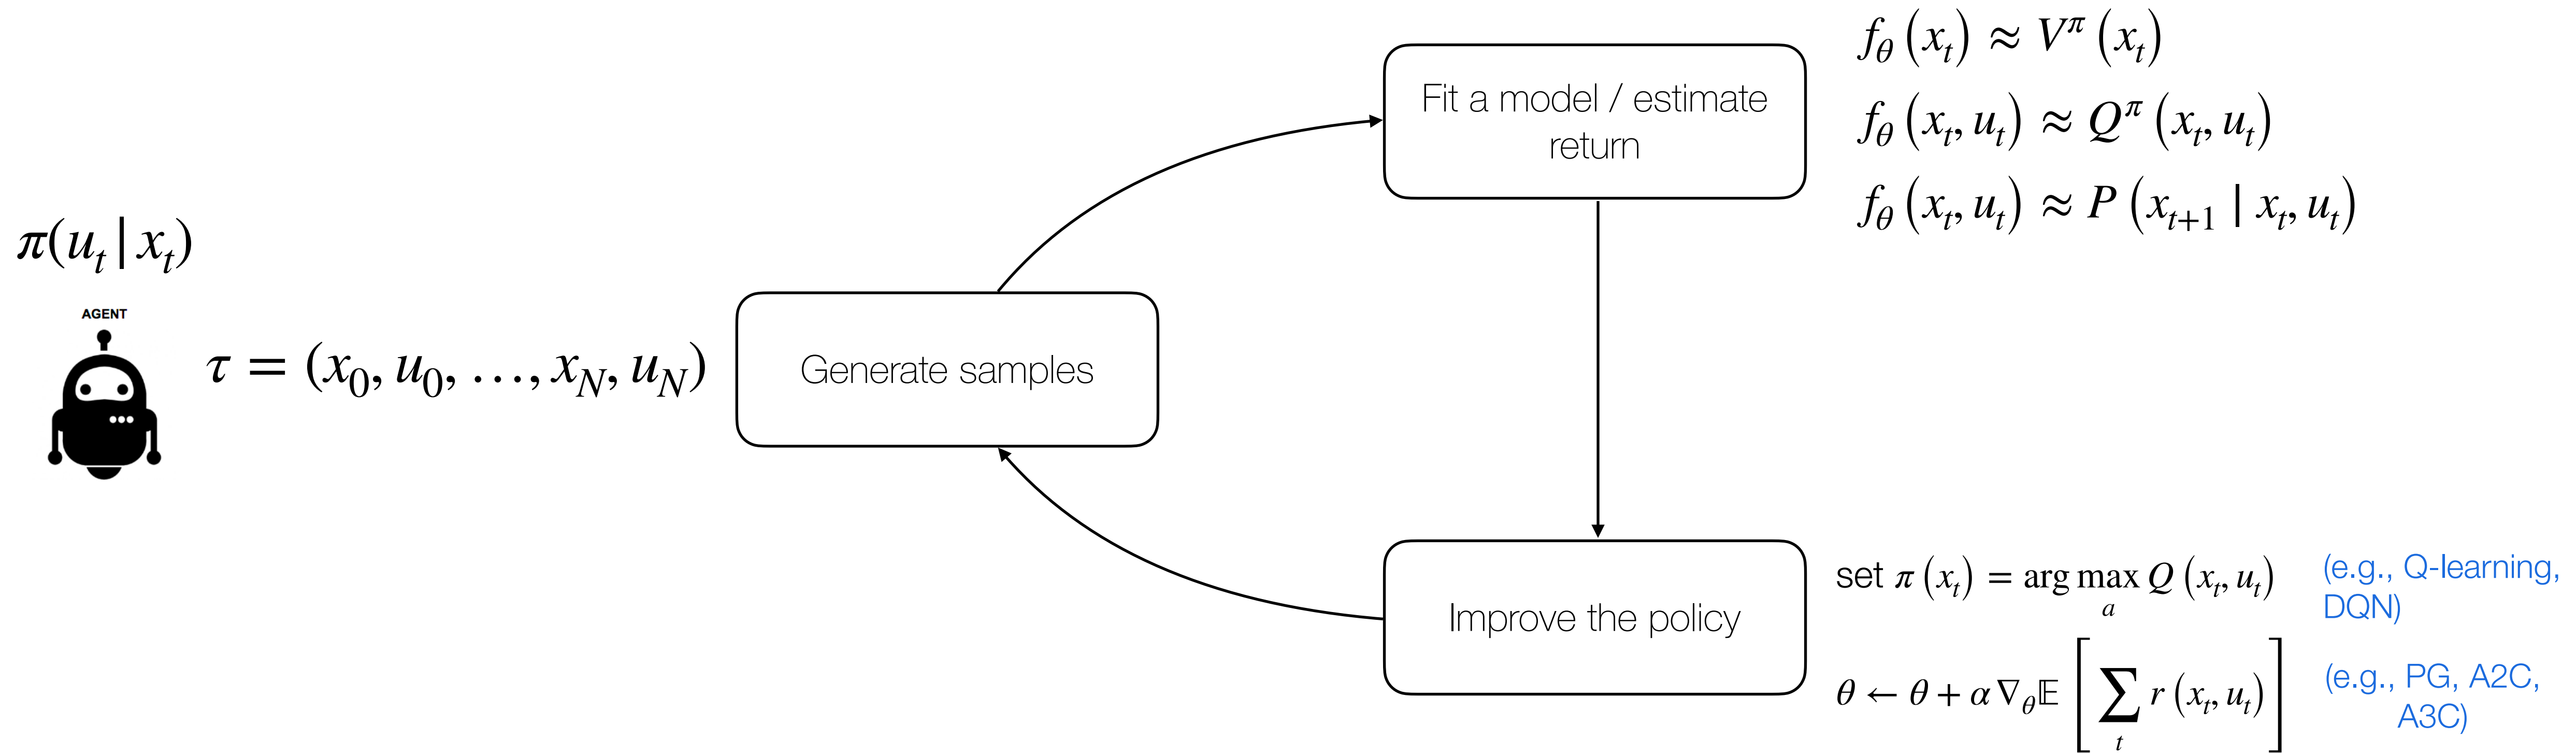 π(u_t | x_t)
AGENT
τ = (x_0, u_0, …, x_N, u_N)
Generate samples
Fit a model / estimate
return
f_θ (x_t) ≈ V^π (x_t)
f_θ (x_t, u_t) ≈ Q^π (x_t, u_t)
f_θ (x_t, u_t) ≈ P (x_{t+1} | x_t, u_t)
Improve the policy
set π (x_t) = arg max_a Q (x_t, u_t)
(e.g., Q-learning,
DQN)
θ ← θ + α ∇_θ 𝔼 [ ∑_t r (x_t, u_t) ]
(e.g., PG, A2C,
A3C)